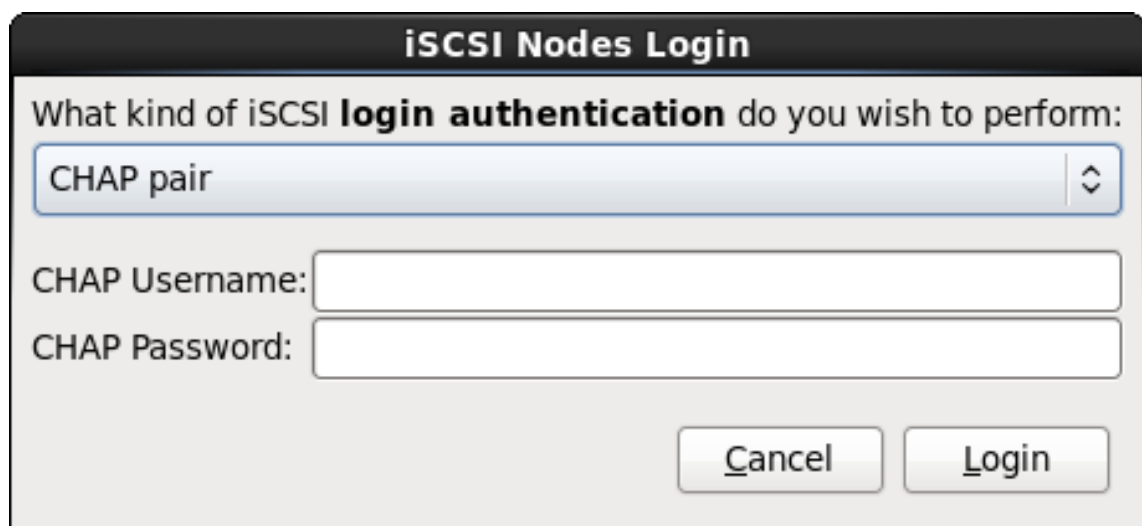 iSCSI Nodes Login
What kind of iSCSI login authentication do you wish to perform:
CHAP pair
CHAP Username:
CHAP Password:
Cancel Login